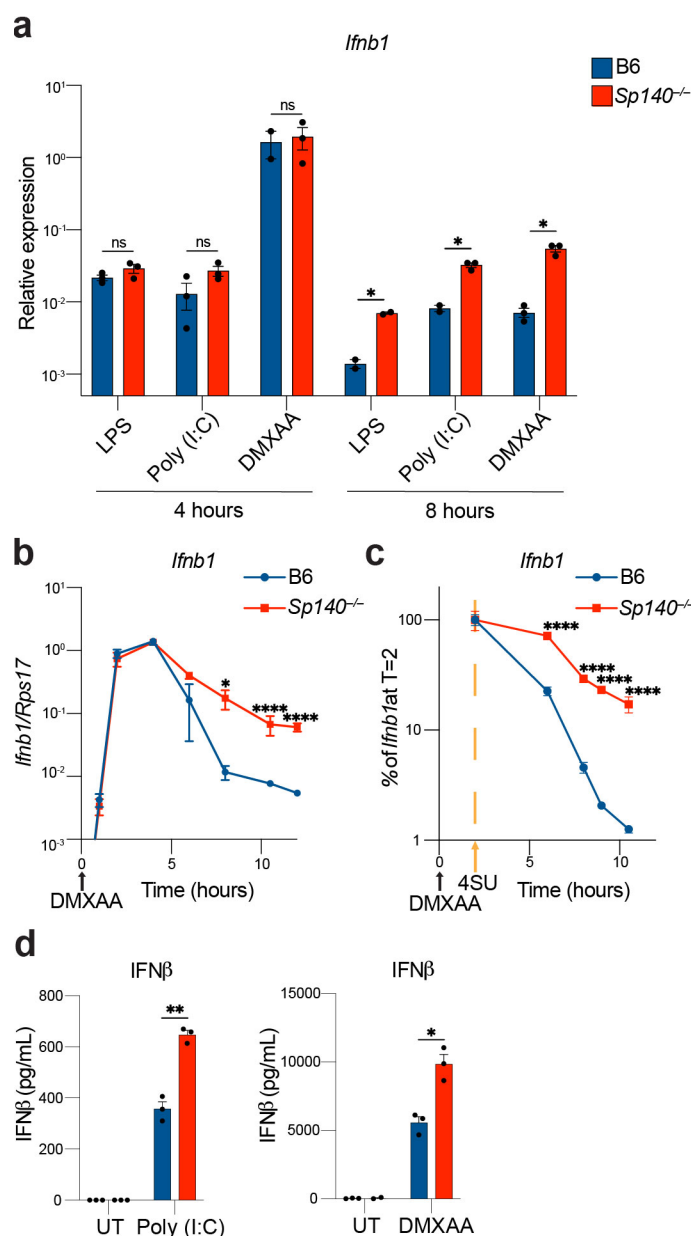 a
Ifnb1
B6
Sp140–/–
Relative expression
10¹
10⁰
10⁻¹
10⁻²
10⁻³
ns
ns
ns
*
*
*
LPS
Poly (I:C)
DMXAA
LPS
Poly (I:C)
DMXAA
4 hours
8 hours
b
Ifnb1
B6
Sp140–/–
Ifnb1/Rps17
10¹
10⁰
10⁻¹
10⁻²
10⁻³
*
****
****
0
5
10
Time (hours)
DMXAA
c
Ifnb1
B6
Sp140–/–
% of Ifnb1 at T=2
100
10
1
****
****
****
****
0
5
10
4SU
Time (hours)
DMXAA
d
IFNβ
IFNβ (pg/mL)
800
600
400
200
0
**
UT
Poly (I:C)
IFNβ
IFNβ (pg/mL)
15000
10000
5000
0
*
UT
DMXAA